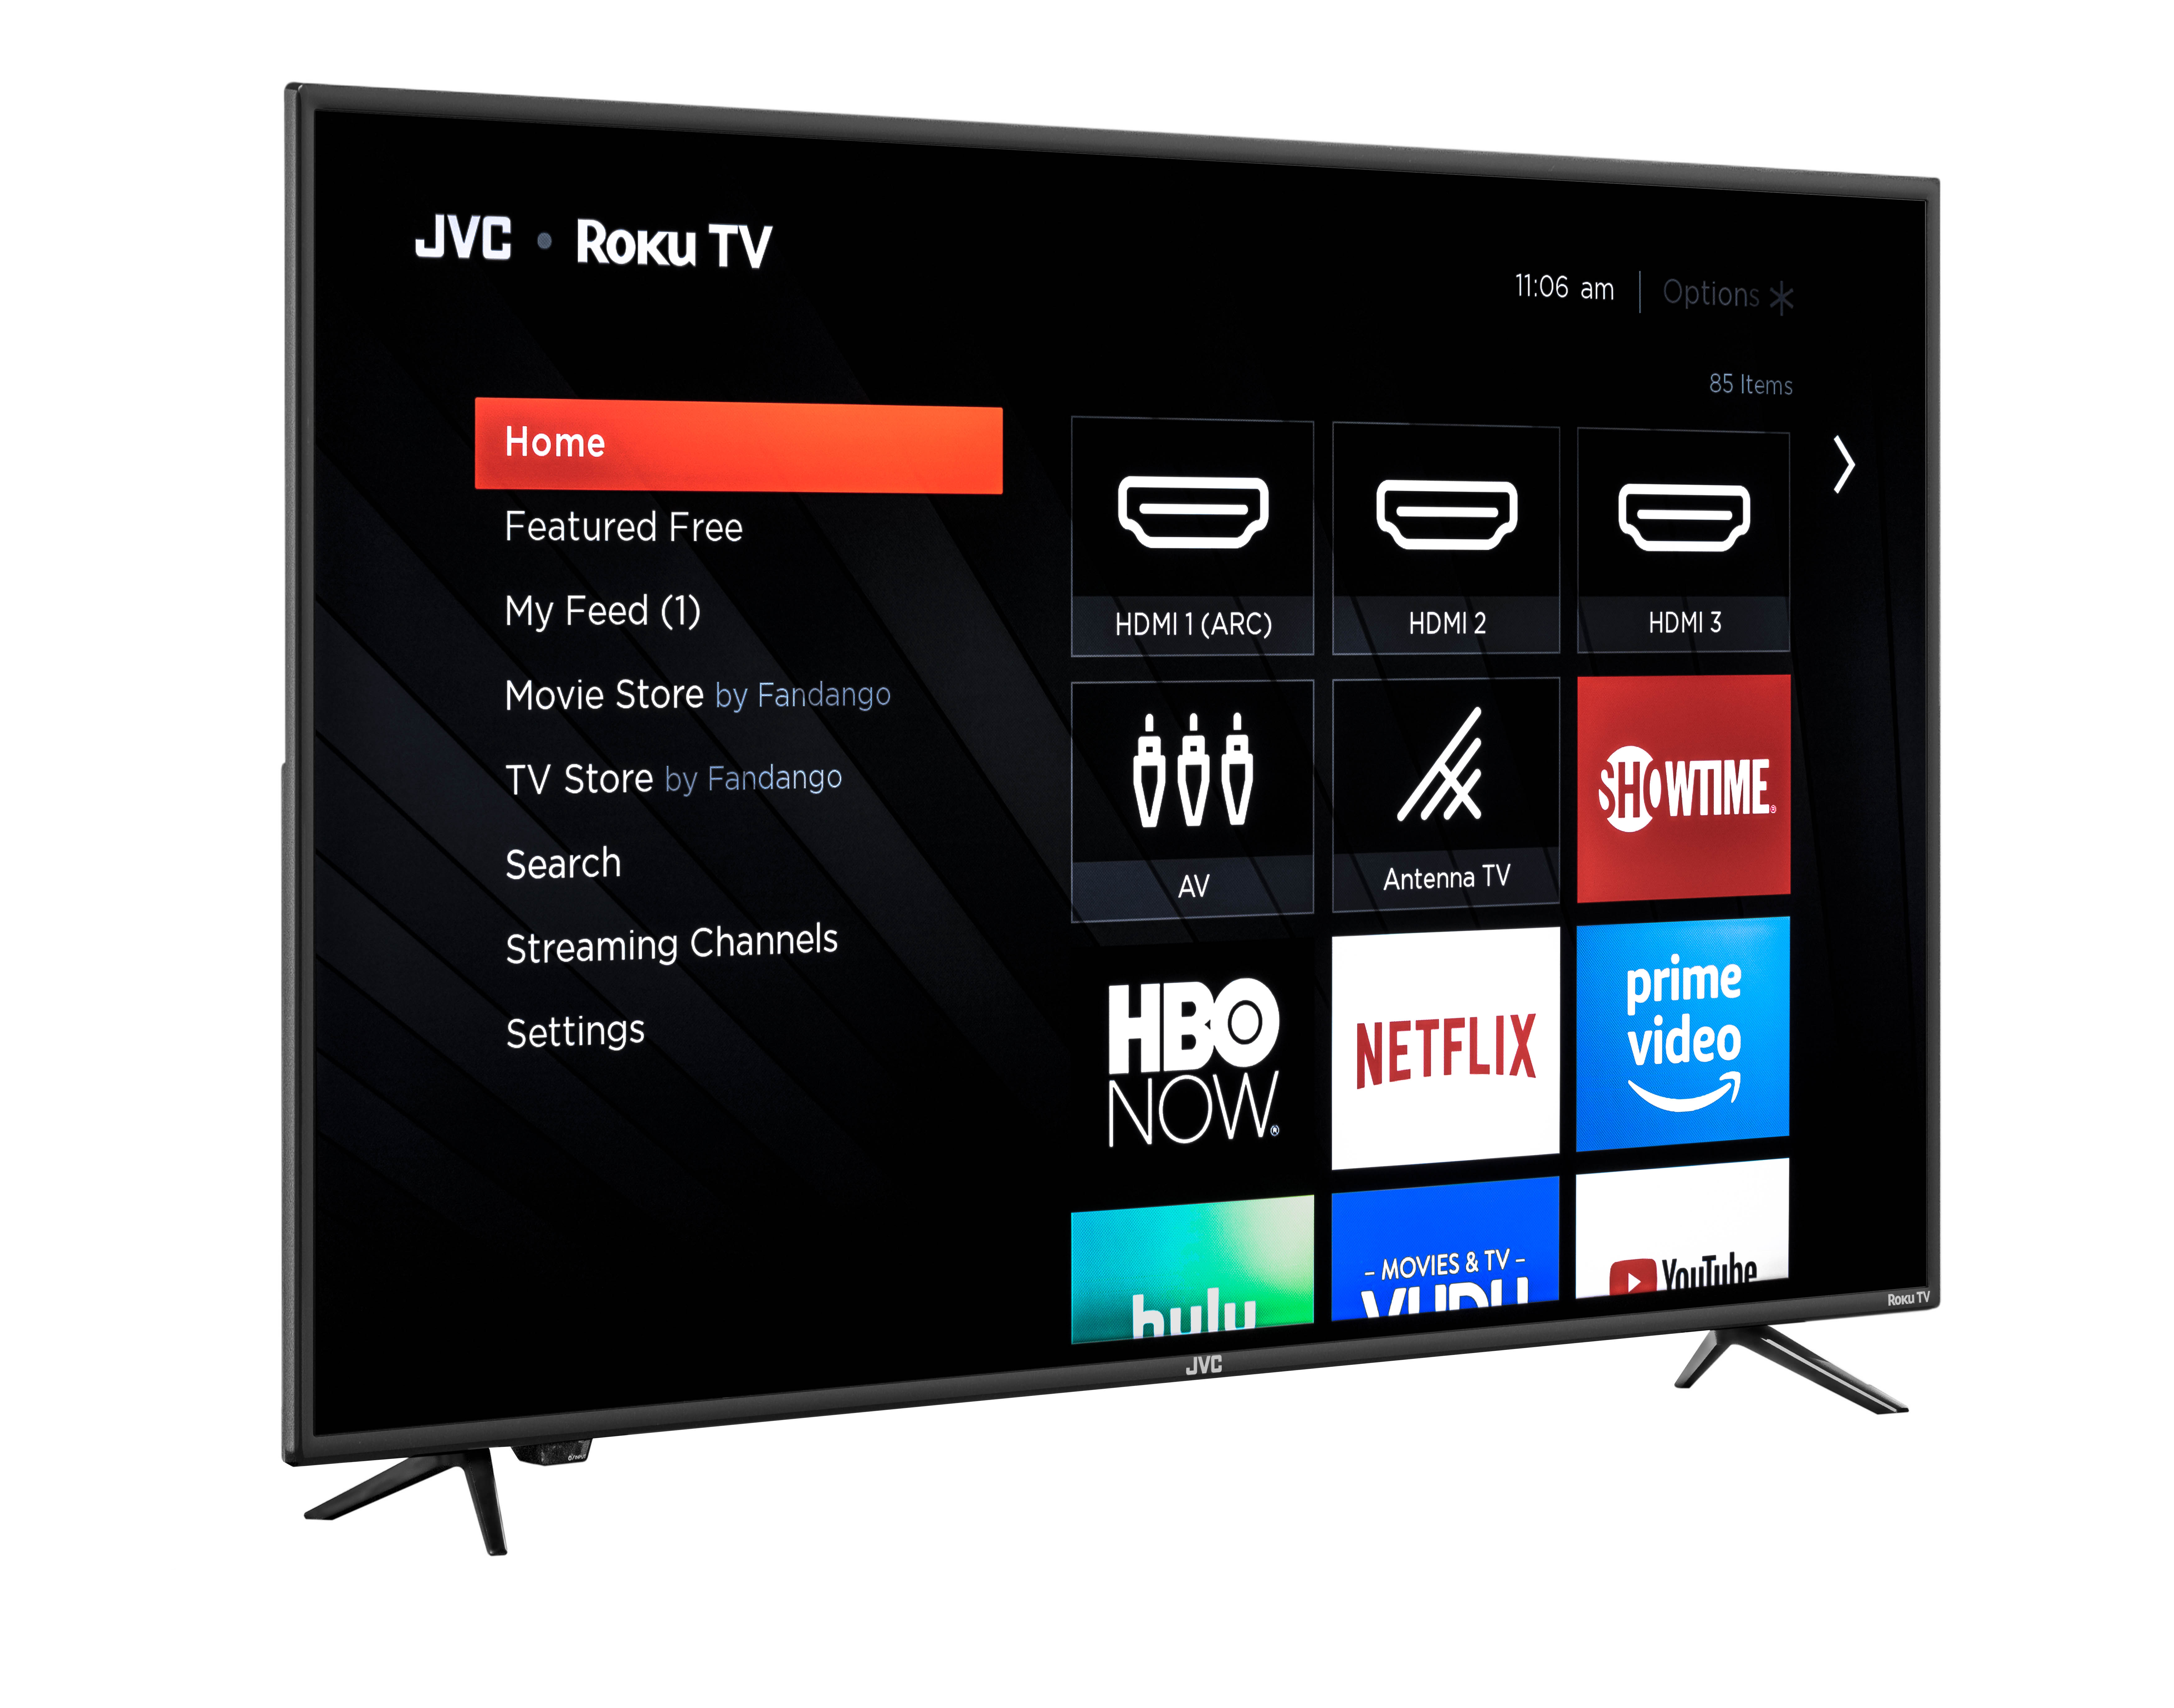 JVC • ROKU TV
11:06 am | Options *
85 Items
Home
Featured Free
My Feed (1)
Movie Store by Fandango
TV Store by Fandango
Search
Streaming Channels
Settings
HDMI 1 (ARC)
HDMI 2
HDMI 3
AV
Antenna TV
SHOWTIME®
HBO
NOW®
NETFLIX
prime
video
hulu
– MOVIES & TV –
VUDU
YouTube
ROKU TV
JVC